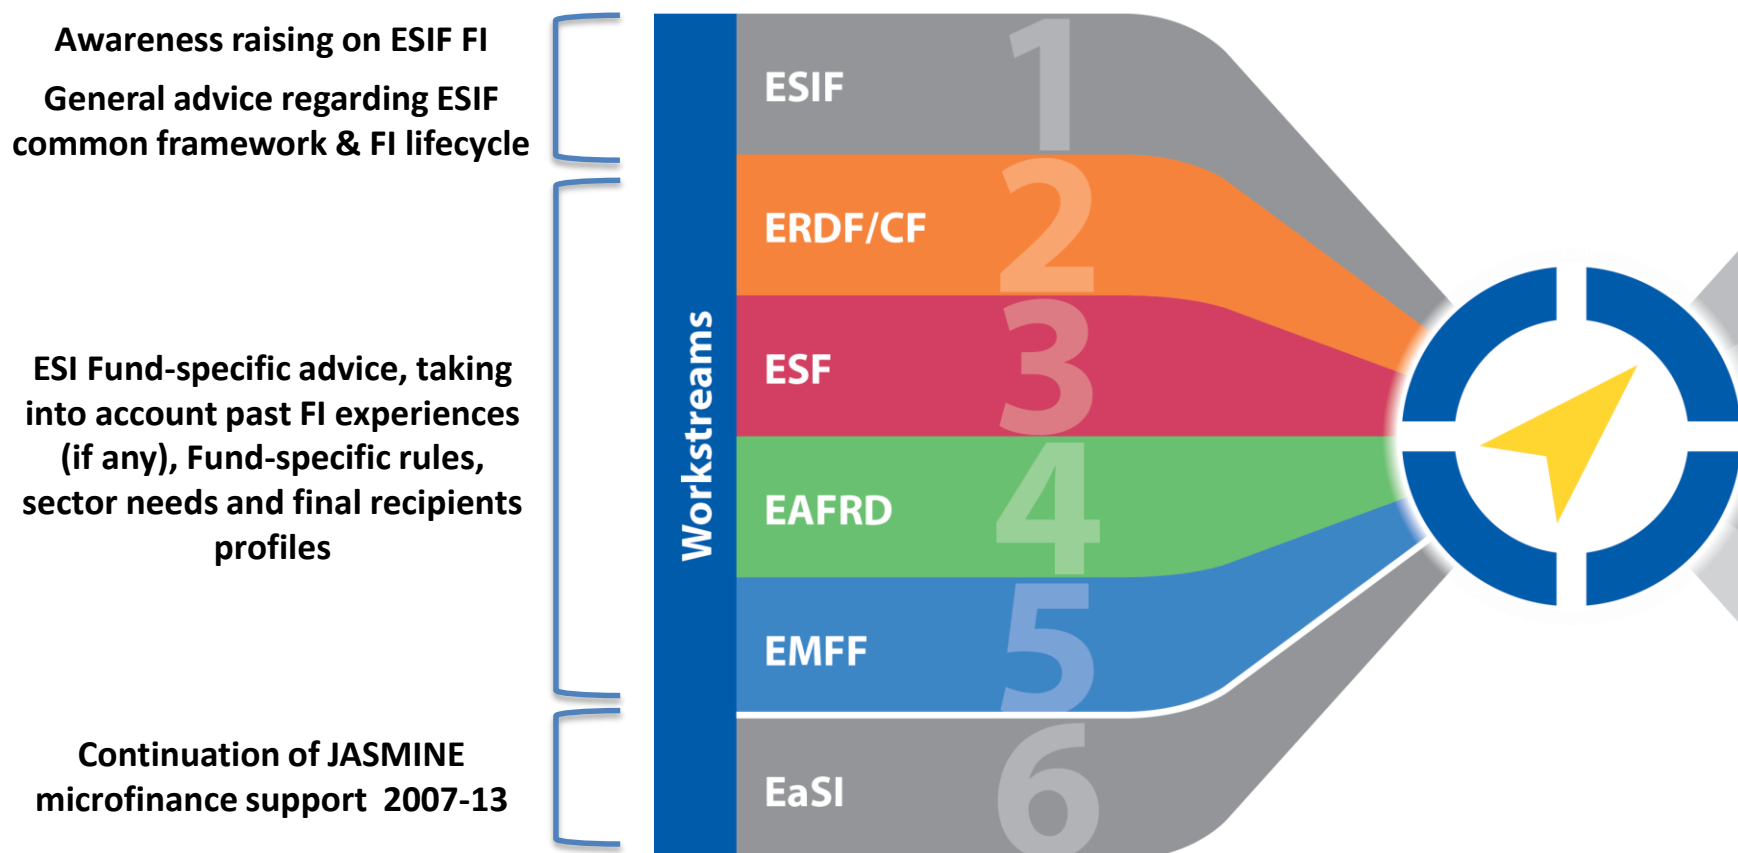 Awareness raising on ESIF FI
General advice regarding ESIF
common framework & FI lifecycle
ESI Fund-specific advice, taking
into account past FI experiences
(if any), Fund-specific rules,
sector needs and final recipients
profiles
Continuation of JASMINE
microfinance support 2007-13
Workstreams
ESIF 1
ERDF/CF 2
ESF 3
EAFRD 4
EMFF 5
EaSI 6